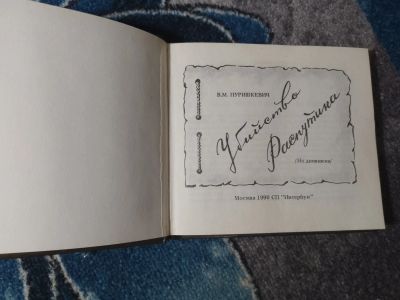 В.М. ПУРИШКЕВИЧ
Убийство
Распутина
/Из дневника/
Москва 1990 СП "Интербук"